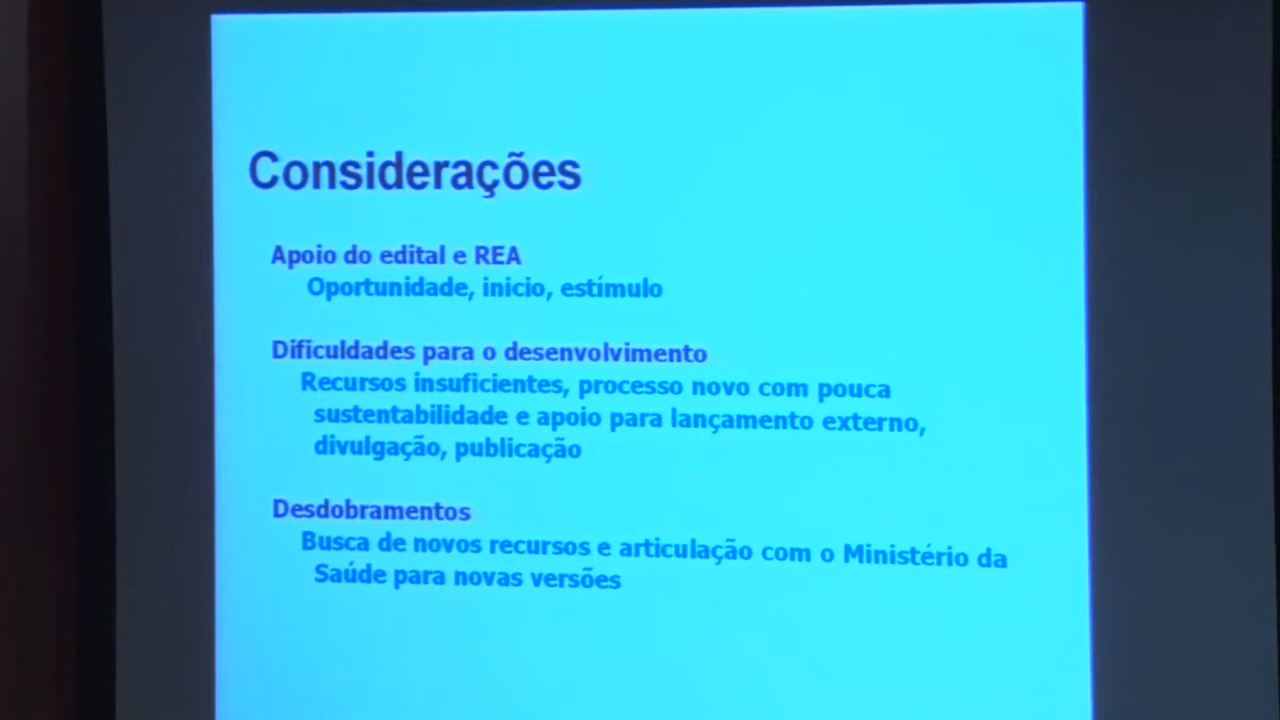 Considerações
Apoio do edital e REA
Oportunidade, inicio, estímulo
Dificuldades para o desenvolvimento
Recursos insuficientes, processo novo com pouca
sustentabilidade e apoio para lançamento externo,
divulgação, publicação
Desdobramentos
Busca de novos recursos e articulação com o Ministério da
Saúde para novas versões